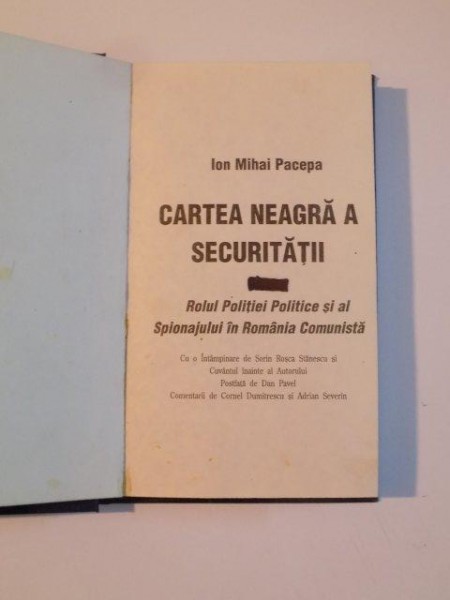 Ion Mihai Pacepa
CARTEA NEAGRĂ A
SECURITĂȚII
Rolul Poliției Politice și al
Spionajului în România Comunistă
Cu o Întâmpinare de Sorin Roșca Stănescu și
Cuvântul înainte al Autorului
Postfață de Dan Pavel
Comentarii de Cornel Dumitrescu și Adrian Severin